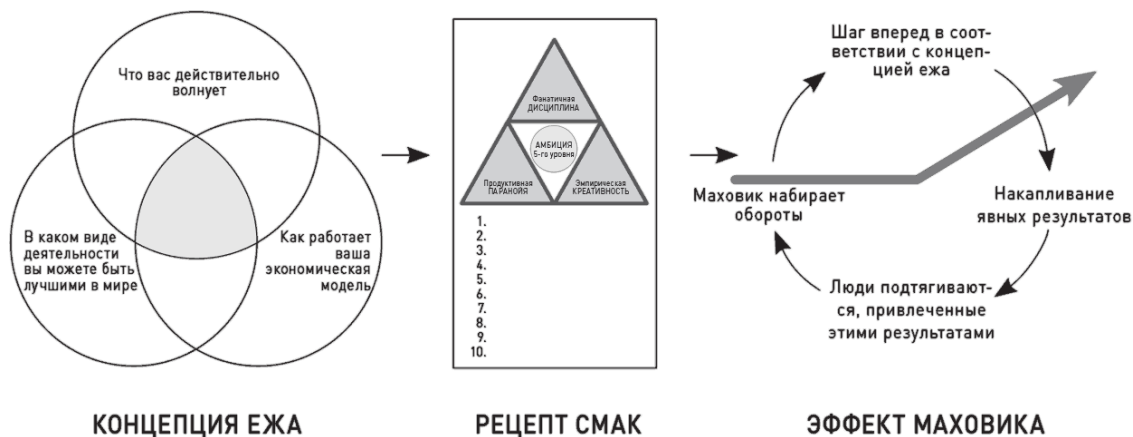 Что вас действительно
волнует
В каком виде
деятельности
вы можете быть
лучшими в мире
Как работает
ваша
экономическая
модель
КОНЦЕПЦИЯ ЕЖА
Фанатичная
ДИСЦИПЛИНА
АМБИЦИЯ
5-го уровня
Продуктивная
ПАРАНОЙЯ
Эмпирическая
КРЕАТИВНОСТЬ
1.
2.
3.
4.
5.
6.
7.
8.
9.
10.
РЕЦЕПТ СМАК
Шаг вперед в соот-
ветствии с концеп-
цией ежа
Накапливание
явных результатов
Люди подтягивают-
ся, привлеченные
этими результатами
Маховик набирает
обороты
ЭФФЕКТ МАХОВИКА